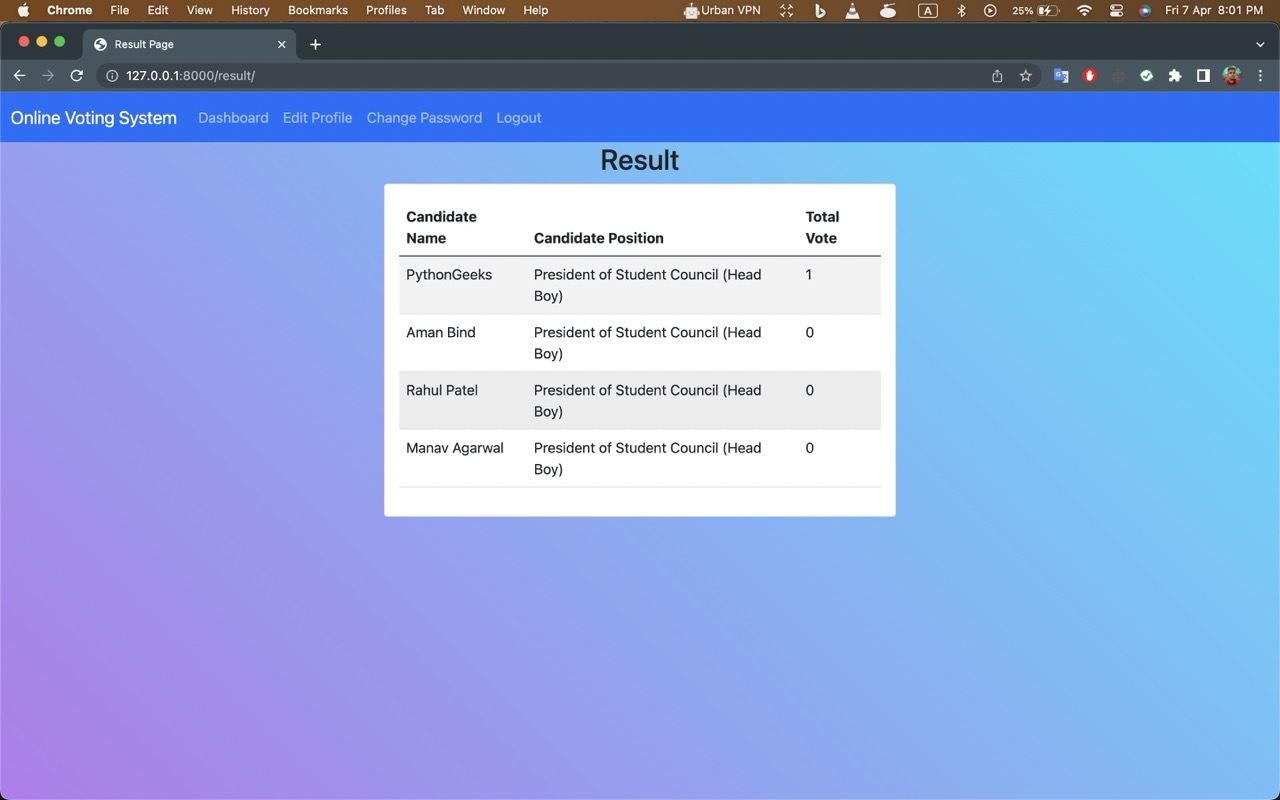 Chrome File Edit View History Bookmarks Profiles Tab Window Help Urban VPN A 25% Fri 7 Apr 8:01 PM
Result Page
127.0.0.1:8000/result/
Online Voting System Dashboard Edit Profile Change Password Logout
Result
Candidate Name Candidate Position Total Vote
PythonGeeks President of Student Council (Head Boy) 1
Aman Bind President of Student Council (Head Boy) 0
Rahul Patel President of Student Council (Head Boy) 0
Manav Agarwal President of Student Council (Head Boy) 0